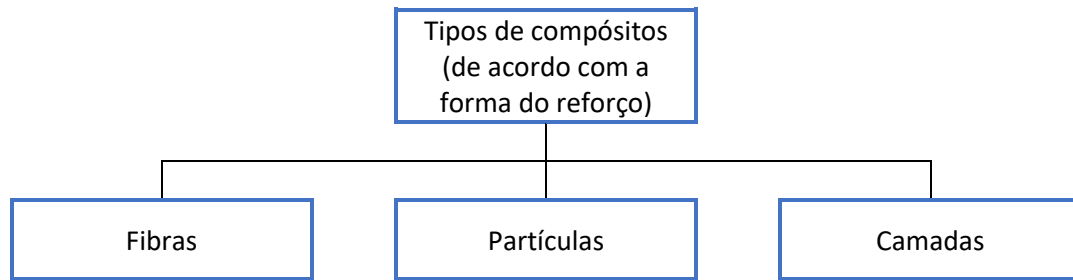 Tipos de compósitos
(de acordo com a
forma do reforço)
Fibras
Partículas
Camadas